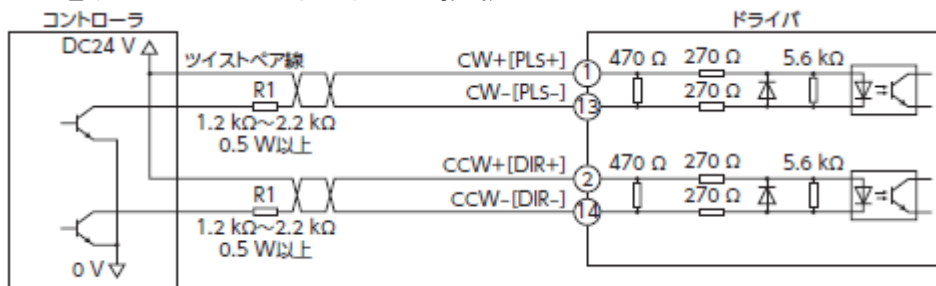 コントローラ
ドライバ
DC24 V
ツイストペア線
CW+[PLS+]
1
470 Ω
270 Ω
5.6 kΩ
R1
CW-[PLS-]
13
270 Ω
1.2 kΩ～2.2 kΩ
0.5 W以上
CCW+[DIR+]
2
470 Ω
270 Ω
5.6 kΩ
R1
CCW-[DIR-]
14
270 Ω
1.2 kΩ～2.2 kΩ
0.5 W以上
0 V